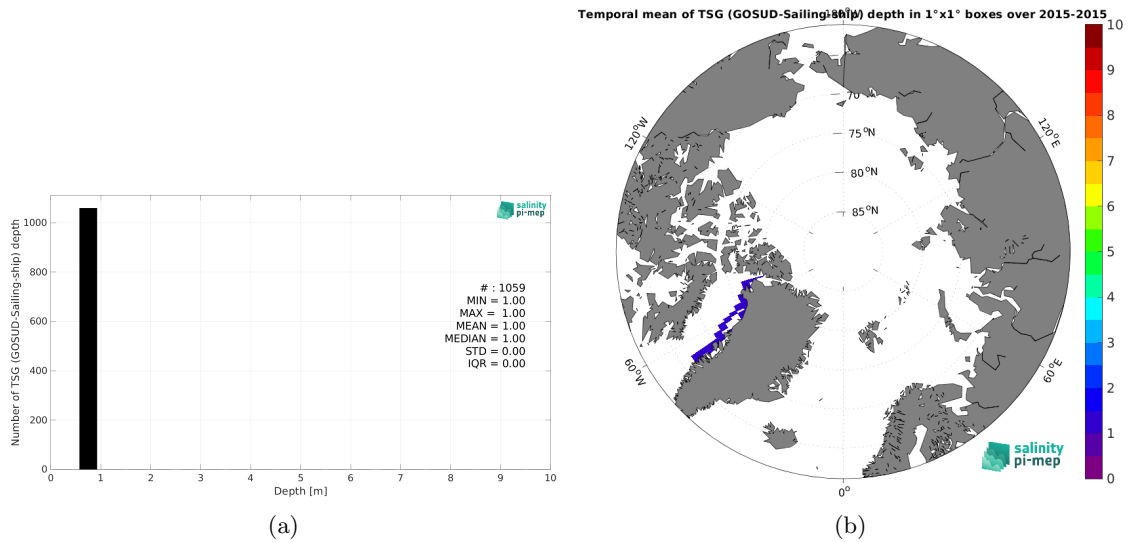 Number of TSG (GOSUD-Sailing-ship) depth
1000
800
600
400
200
0
0 1 2 3 4 5 6 7 8 9 10
Depth [m]
salinity
pi-mep
# : 1059
MIN = 1.00
MAX = 1.00
MEAN = 1.00
MEDIAN = 1.00
STD = 0.00
IQR = 0.00
(a)
Temporal mean of TSG (GOSUD-Sailing-ship) depth in 1°x1° boxes over 2015-2015
120°W
70
75°N
80°N
85°N
120°E
60°W
60°E
0°
salinity
pi-mep
10
9
8
7
6
5
4
3
2
1
0
(b)